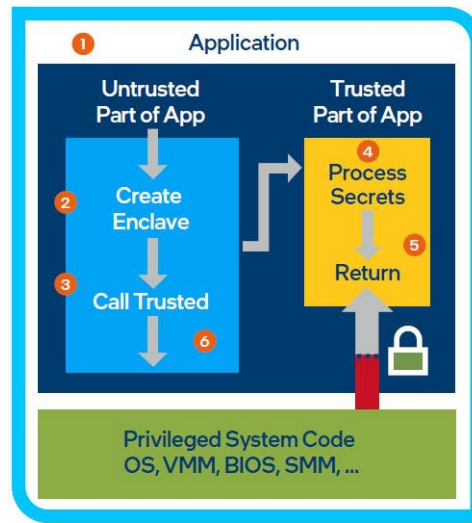 1 Application
Untrusted
Part of App
Trusted
Part of App
2 Create
Enclave
3 Call Trusted
6
4
Process
Secrets
5
Return
Privileged System Code
OS, VMM, BIOS, SMM, ...